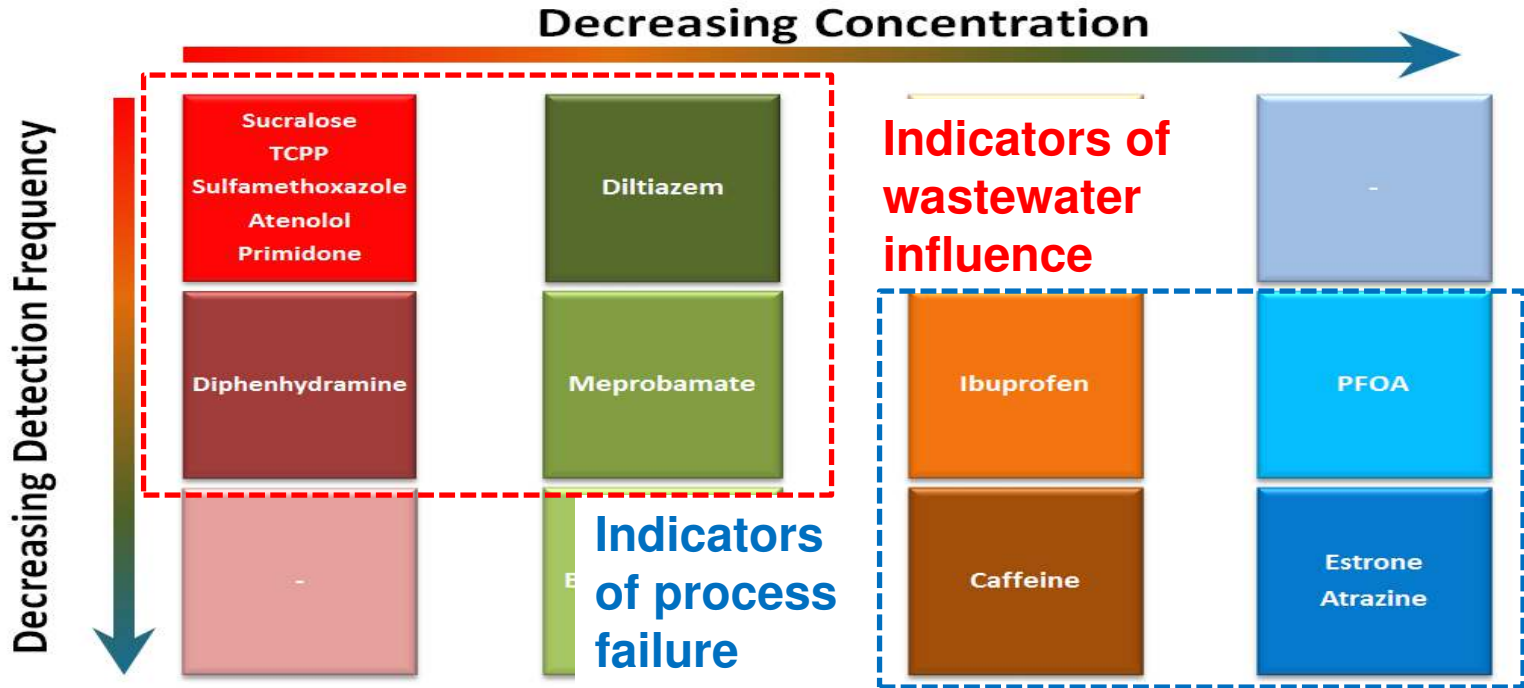 Decreasing Concentration
Decreasing Detection Frequency
Sucralose
TCPP
Sulfamethoxazole
Atenolol
Primidone
Diltiazem
Indicators of
wastewater
influence
-
Diphenhydramine
Meprobamate
Ibuprofen
PFOA
-
Indicators
of process
failure
Caffeine
Estrone
Atrazine